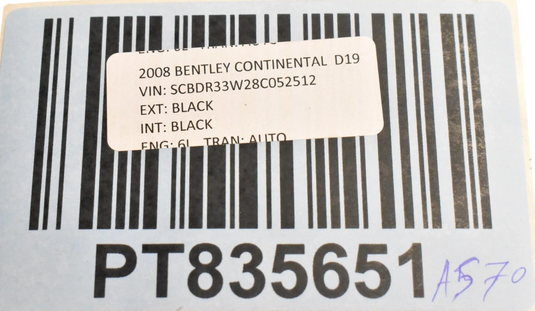 2008 BENTLEY CONTINENTAL D19
VIN: SCBDR33W28C052512
EXT: BLACK
INT: BLACK
ENG: 6L TRAN: AUTO
PT835651